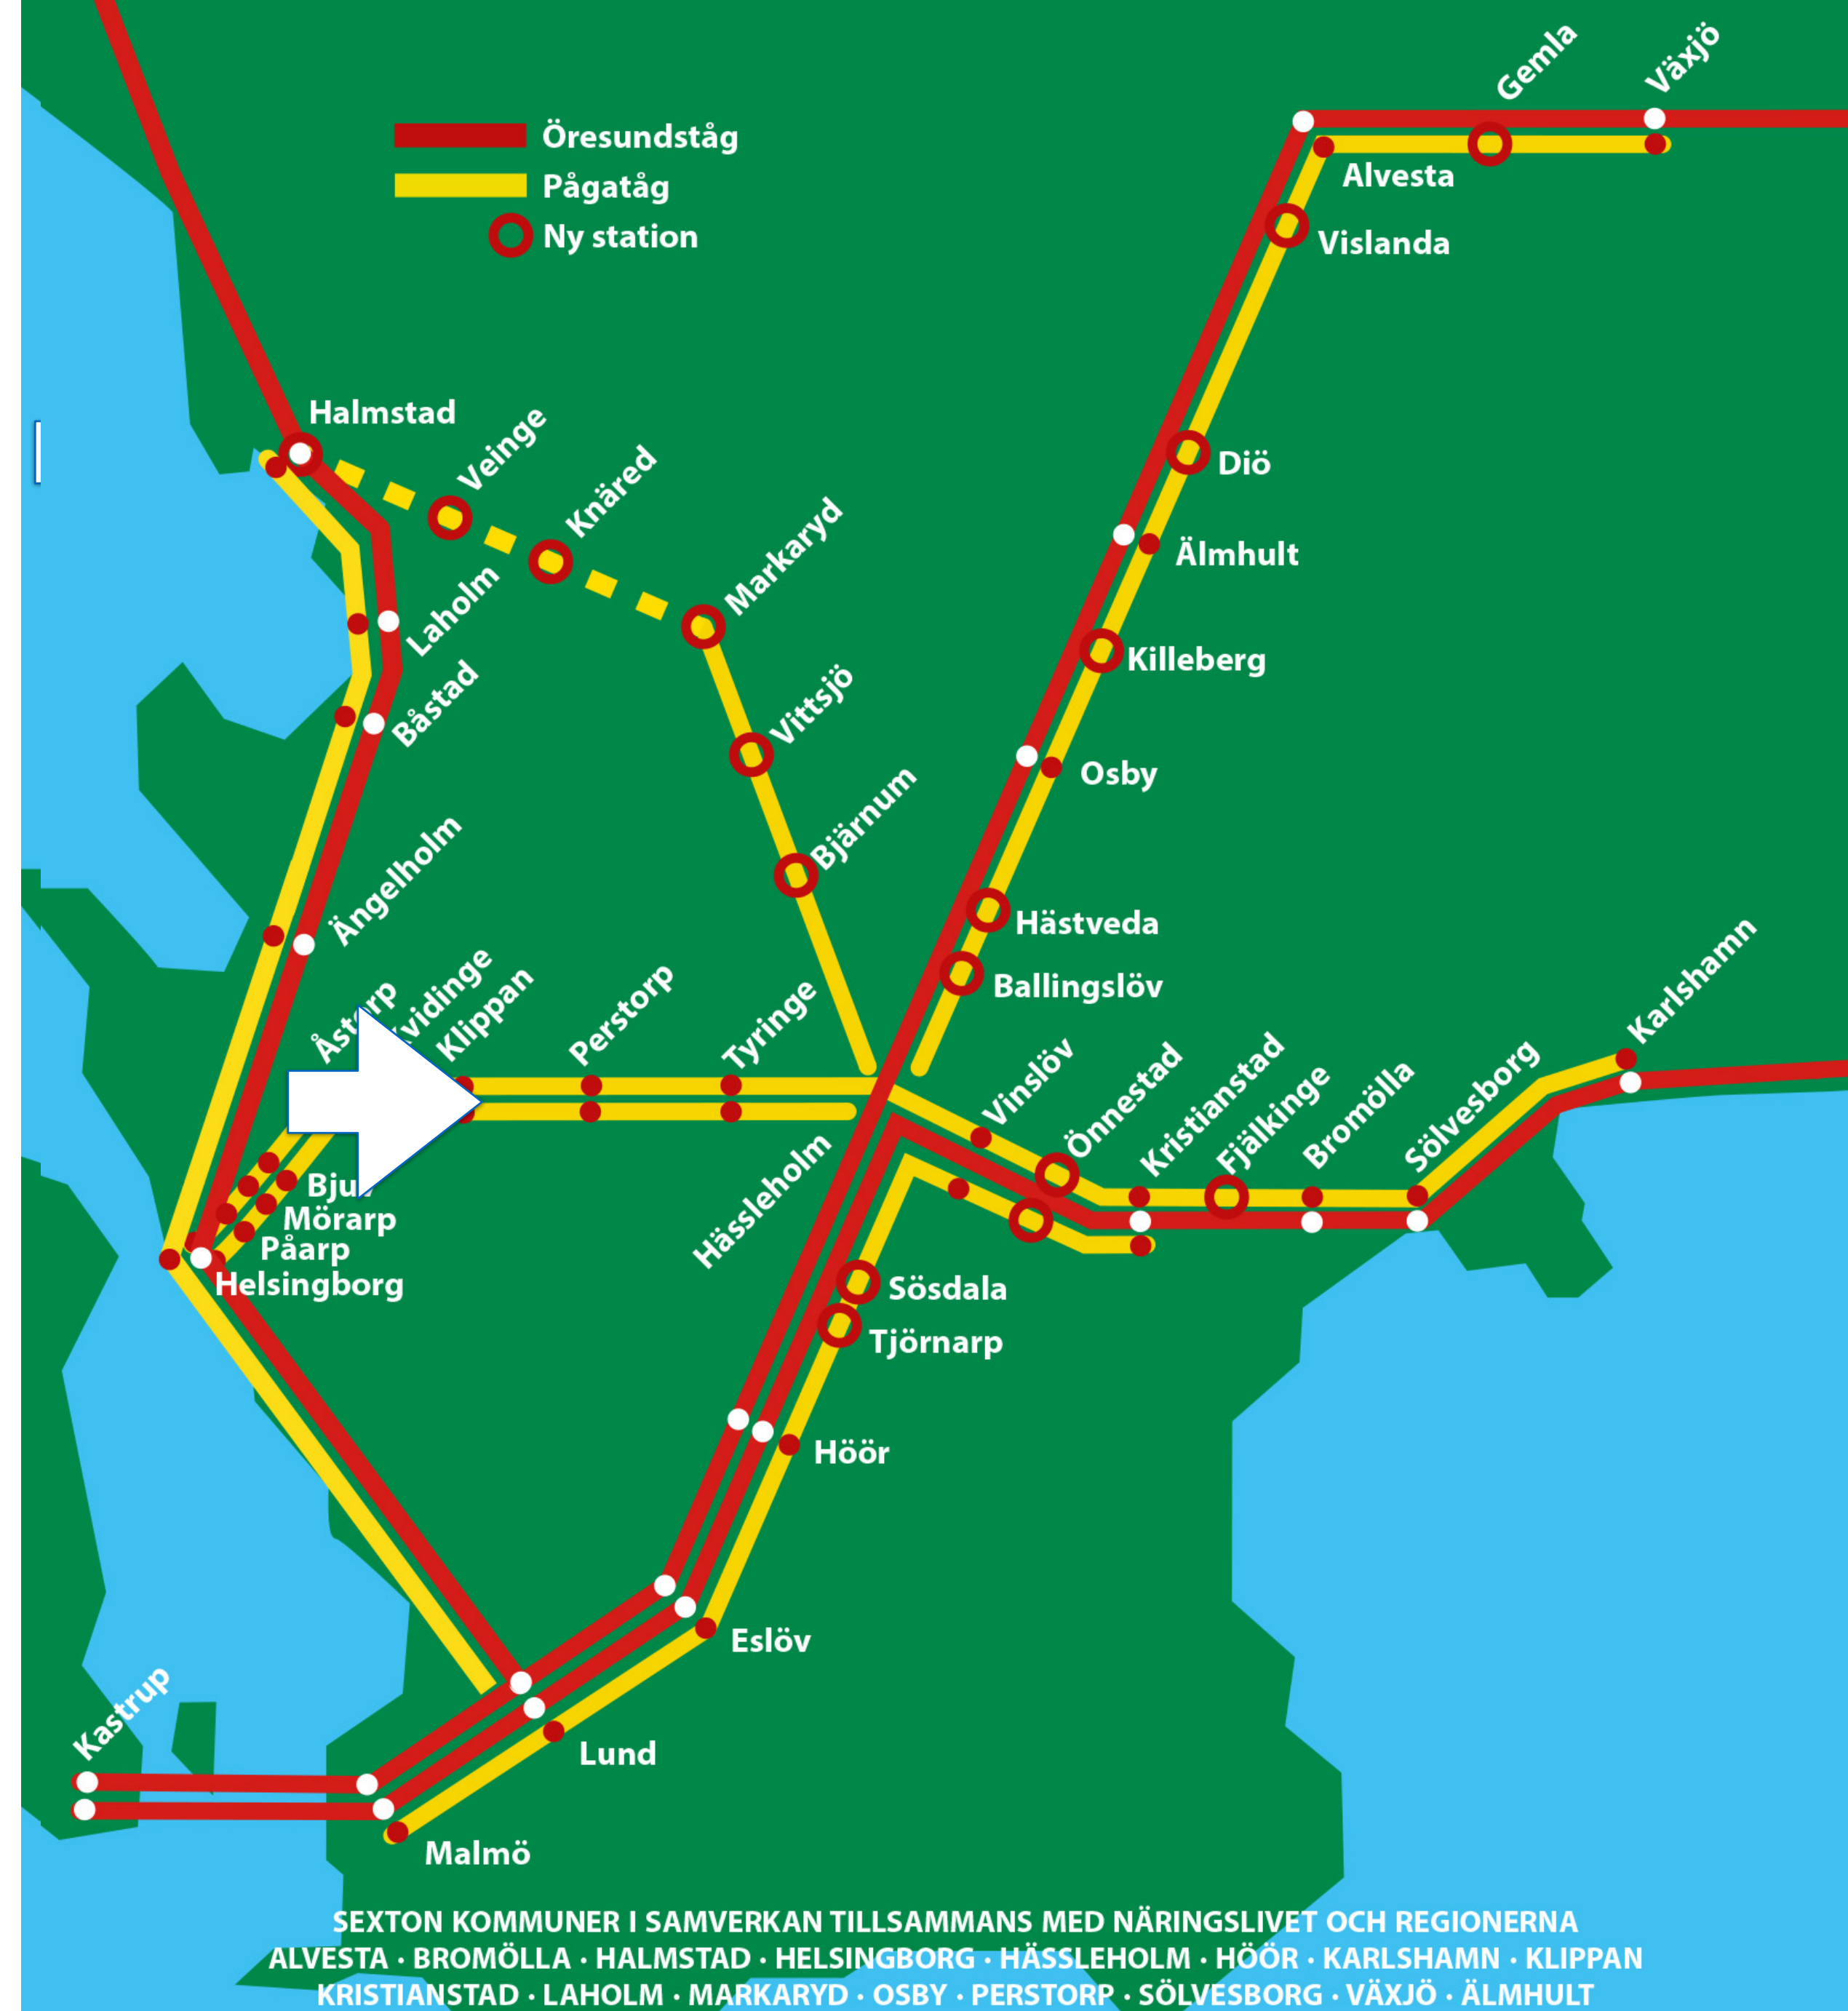 Gemla
Växjö
Öresundståg
Pågatåg
Ny station
Alvesta
Vislanda
Halmstad
Veinge
Knäred
Markaryd
Diö
Älmhult
Laholm
Båstad
Vittsjö
Killeberg
Osby
Bjärnum
Ängelholm
Hästveda
Ballingslöv
Klippan
Perstorp
Tyringe
Vinslöv
Önnestad
Kristianstad
Fjälkinge
Bromölla
Sölvesborg
Karlshamn
Hässleholm
Mörarp
Påarp
Helsingborg
Sösdala
Tjörnarp
Höör
Eslöv
Kastrup
Lund
Malmö
SEXTON KOMMUNER I SAMVERKAN TILLSAMMANS MED NÄRINGSLIVET OCH REGIONERNA
ALVESTA · BROMÖLLA · HALMSTAD · HELSINGBORG · HÄSSLEHOLM · HÖÖR · KARLSHAMN · KLIPPAN
KRISTIANSTAD · LAHOLM · MARKARYD · OSBY · PERSTORP · SÖLVESBORG · VÄXJÖ · ÄLMHULT